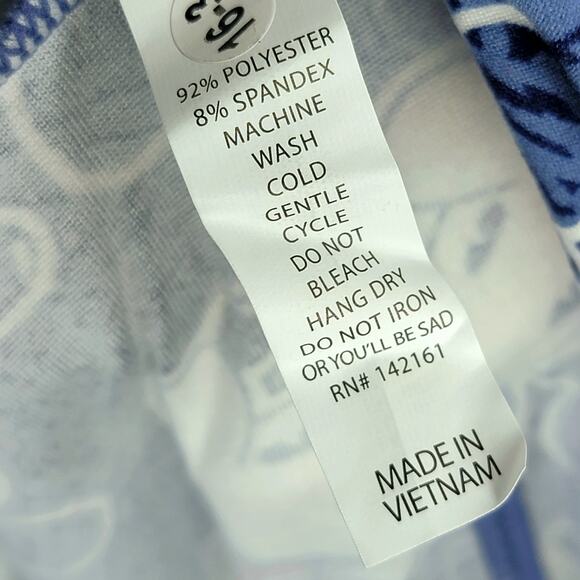 92% POLYESTER
8% SPANDEX
MACHINE
WASH
COLD
GENTLE
CYCLE
DO NOT
BLEACH
HANG DRY
DO NOT IRON
OR YOU'LL BE SAD
RN# 142161
MADE IN
VIETNAM